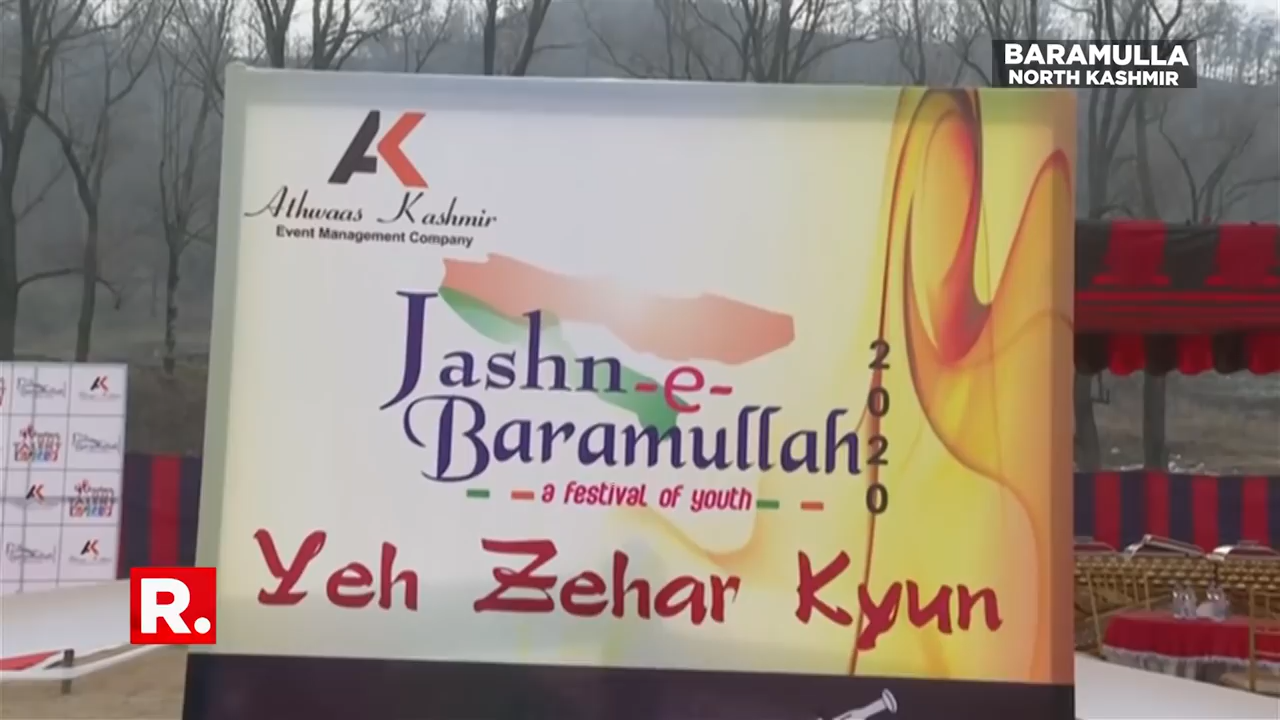 BARAMULLA
NORTH KASHMIR
AK
Athwaas Kashmir
Event Management Company
Jashn-e-
Baramullah
2020
a festival of youth
Yeh Zehar Kyun
R.